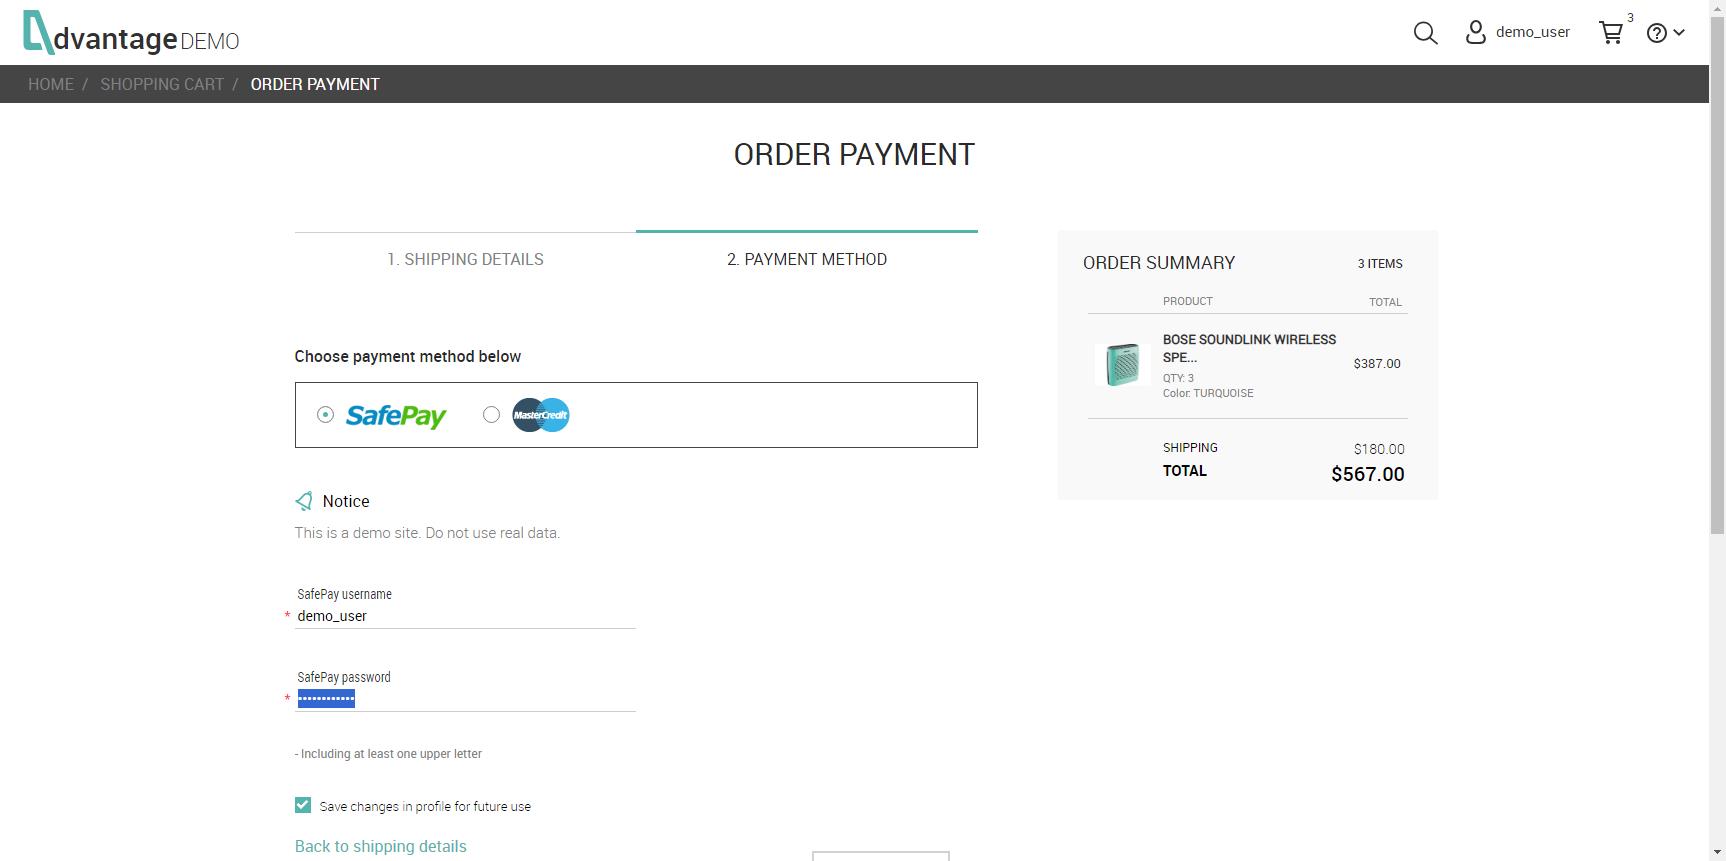 dvantage DEMO
demo_user
3
HOME / SHOPPING CART / ORDER PAYMENT
ORDER PAYMENT
1. SHIPPING DETAILS
2. PAYMENT METHOD
Choose payment method below
SafePay
MasterCredit
Notice
This is a demo site. Do not use real data.
SafePay username
* demo_user
SafePay password
* ············
- Including at least one upper letter
Save changes in profile for future use
Back to shipping details
ORDER SUMMARY 3 ITEMS
PRODUCT TOTAL
BOSE SOUNDLINK WIRELESS
SPE...
$387.00
QTY: 3
Color: TURQUOISE
SHIPPING $180.00
TOTAL $567.00